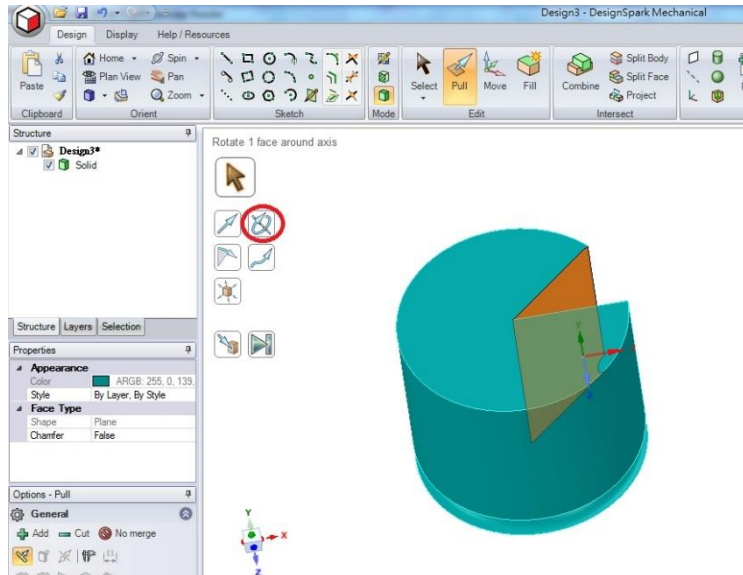 Design3 - DesignSpark Mechanical
Design Display Help / Resources
Paste
Home Spin
Plan View Pan
Zoom
Select Pull Move Fill
Combine
Split Body
Split Face
Project
Clipboard Orient Sketch Mode Edit Intersect
Structure
Design3*
Solid
Rotate 1 face around axis
Structure Layers Selection
Properties
Appearance
Color ARGB: 255, 0, 139,
Style By Layer, By Style
Face Type
Shape Plane
Chamfer False
Options - Pull
General
Add Cut No merge
Y
Z
Y
X
Z